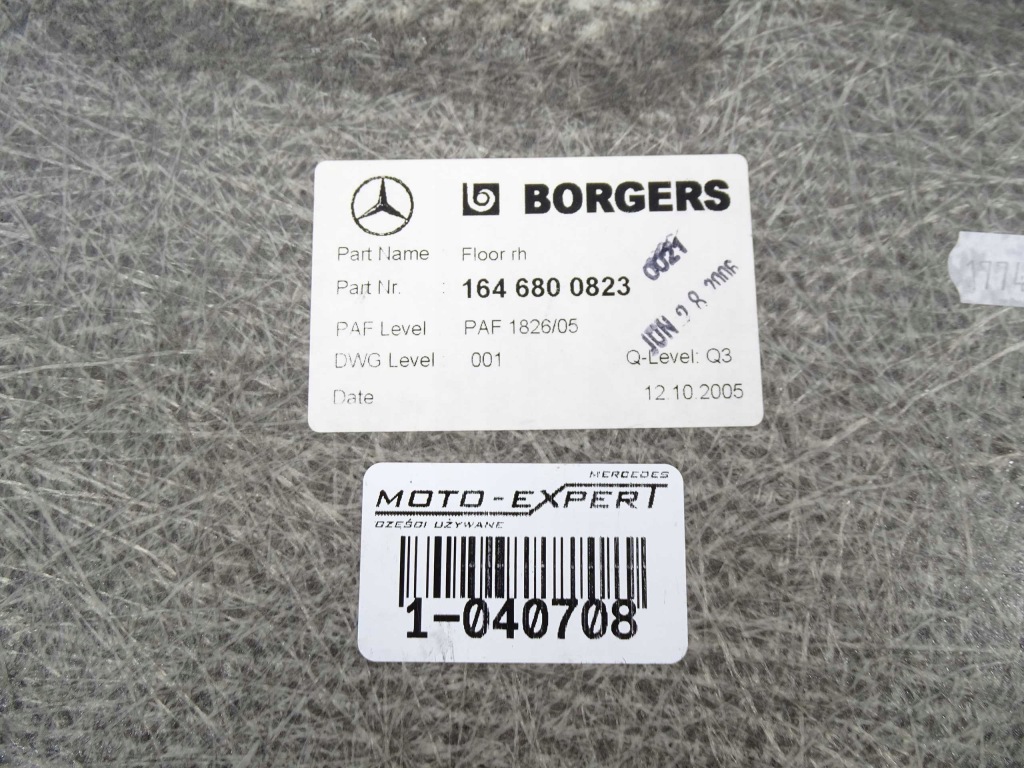 BORGERS
Part Name : Floor rh
Part Nr. : 164 680 0823
0021
PAF Level PAF 1826/05
JUN 28 2006
DWG Level : 001 Q-Level: Q3
Date 12.10.2005
MERCEDES
MOTO-EXPERT
CZĘŚCI UŻYWANE
1-040708